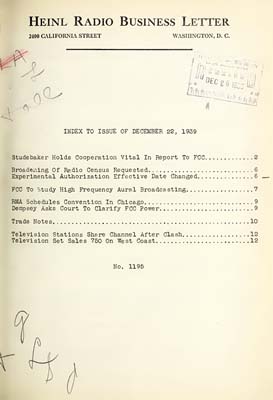 HEINL RADIO BUSINESS LETTER
2400 CALIFORNIA STREET WASHINGTON, D. C.
DEC 26 1939
INDEX TO ISSUE OF DECEMBER 22, 1939
Studebaker Holds Cooperation Vital In Report To FCC............2
Broadening Of Radio Census Requested...........................6
Experimental Authorization Effective Date Changed..............6
FCC To Study High Frequency Aural Broadcasting.................7
RMA Schedules Convention In Chicago............................9
Dempsey Asks Court To Clarify FCC Power........................9
Trade Notes...................................................10
Television Stations Share Channel After Clash.................12
Television Set Sales 750 On West Coast........................12
No. 1195